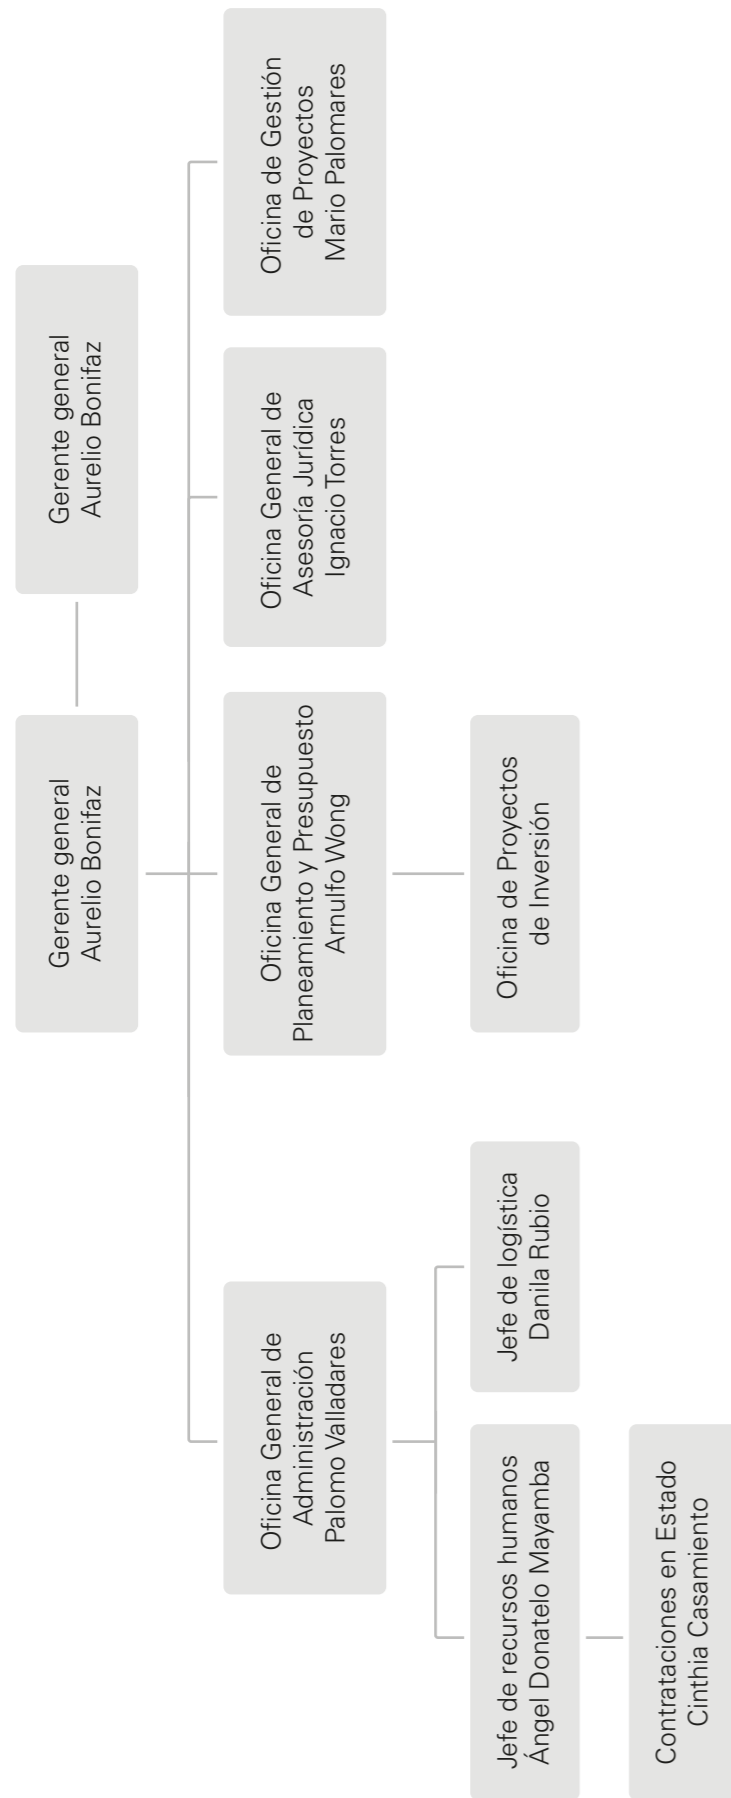 Gerente general
Aurelio Bonifaz
Gerente general
Aurelio Bonifaz
Oficina General de
Administración
Palomo Valladares
Oficina General de
Planeamiento y Presupuesto
Arnulfo Wong
Oficina General de
Asesoría Jurídica
Ignacio Torres
Oficina de Gestión
de Proyectos
Mario Palomares
Jefe de recursos humanos
Ángel Donatelo Mayamba
Jefe de logística
Danila Rubio
Oficina de Proyectos
de Inversión
Contrataciones en Estado
Cinthia Casamiento